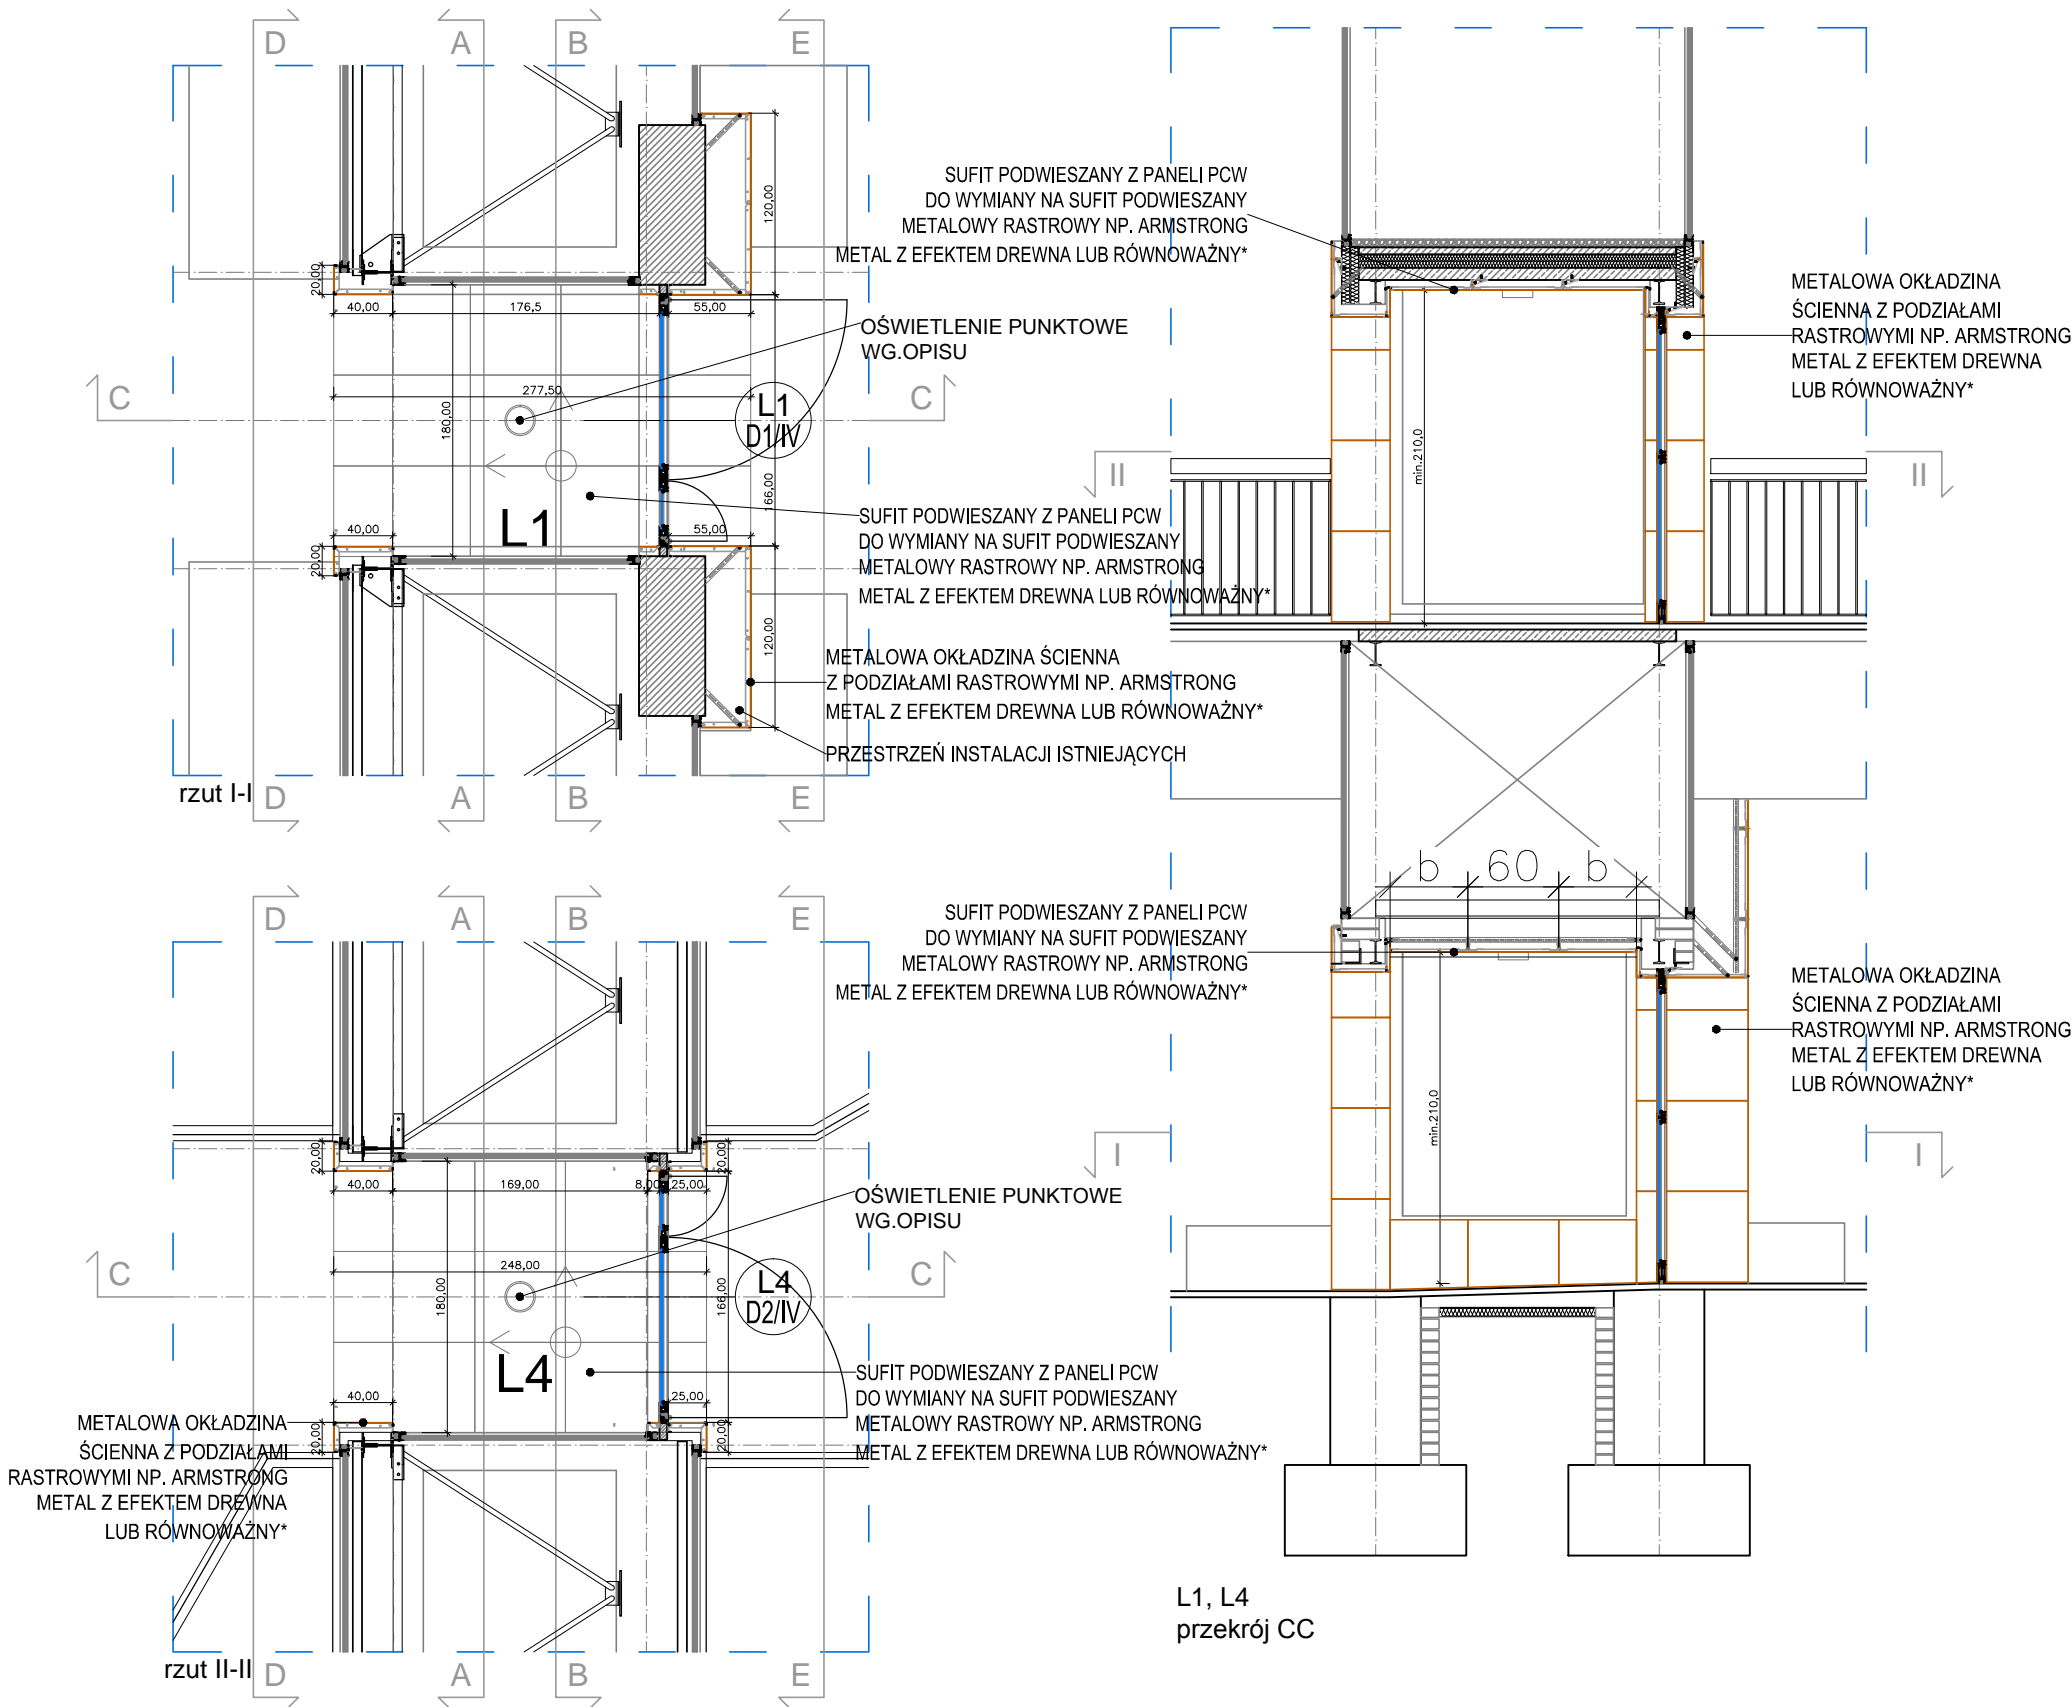 D
A
B
E
120,00
20,00
40,00
176,5
55,00
OŚWIETLENIE PUNKTOWE
WG.OPISU
C
277,50
180,00
L1
D1/IV
C
166,00
L1
40,00
55,00
20,00
SUFIT PODWIESZANY Z PANELI PCW
DO WYMIANY NA SUFIT PODWIESZANY
METALOWY RASTROWY NP. ARMSTRONG
METAL Z EFEKTEM DREWNA LUB RÓWNOWAŻNY*
120,00
METALOWA OKŁADZINA ŚCIENNA
Z PODZIAŁAMI RASTROWYMI NP. ARMSTRONG
METAL Z EFEKTEM DREWNA LUB RÓWNOWAŻNY*
PRZESTRZEŃ INSTALACJI ISTNIEJĄCYCH
rzut I-I
D
A
B
E
D
A
B
E
20,00
20,00
40,00
169,00
8,00
25,00
OŚWIETLENIE PUNKTOWE
WG.OPISU
C
248,00
180,00
L4
D2/IV
C
166,00
L4
40,00
25,00
20,00
20,00
SUFIT PODWIESZANY Z PANELI PCW
DO WYMIANY NA SUFIT PODWIESZANY
METALOWY RASTROWY NP. ARMSTRONG
METAL Z EFEKTEM DREWNA LUB RÓWNOWAŻNY*
METALOWA OKŁADZINA
ŚCIENNA Z PODZIAŁAMI
RASTROWYMI NP. ARMSTRONG
METAL Z EFEKTEM DREWNA
LUB RÓWNOWAŻNY*
rzut II-II
D
A
B
E
SUFIT PODWIESZANY Z PANELI PCW
DO WYMIANY NA SUFIT PODWIESZANY
METALOWY RASTROWY NP. ARMSTRONG
METAL Z EFEKTEM DREWNA LUB RÓWNOWAŻNY*
METALOWA OKŁADZINA
ŚCIENNA Z PODZIAŁAMI
RASTROWYMI NP. ARMSTRONG
METAL Z EFEKTEM DREWNA
LUB RÓWNOWAŻNY*
min.210,0
II
II
b 60 b
SUFIT PODWIESZANY Z PANELI PCW
DO WYMIANY NA SUFIT PODWIESZANY
METALOWY RASTROWY NP. ARMSTRONG
METAL Z EFEKTEM DREWNA LUB RÓWNOWAŻNY*
METALOWA OKŁADZINA
ŚCIENNA Z PODZIAŁAMI
RASTROWYMI NP. ARMSTRONG
METAL Z EFEKTEM DREWNA
LUB RÓWNOWAŻNY*
min.210,0
I
I
L1, L4
przekrój CC